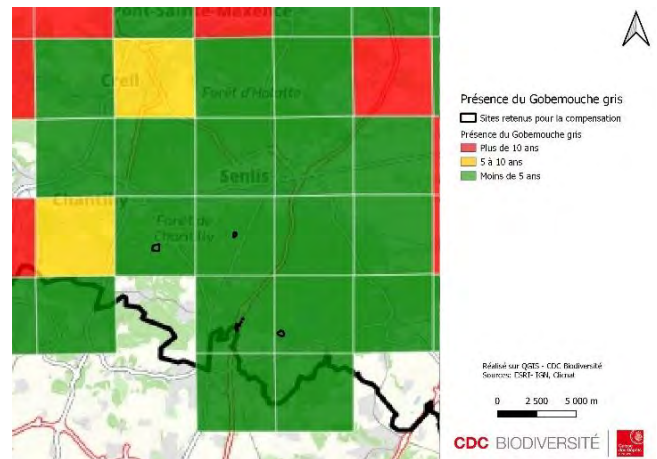 Pont-Sainte-Maxence
Creil
Forêt d'Halatte
Senlis
Chantilly
Forêt de
Chantilly
Présence du Gobemouche gris
Sites retenus pour la compensation
Présence du Gobemouche gris
Plus de 10 ans
5 à 10 ans
Moins de 5 ans
Réalisé sur QGIS - CDC Biodiversité
Sources: ESRI- IGN, Clicnat
0 2 500 5 000 m
CDC BIODIVERSITÉ